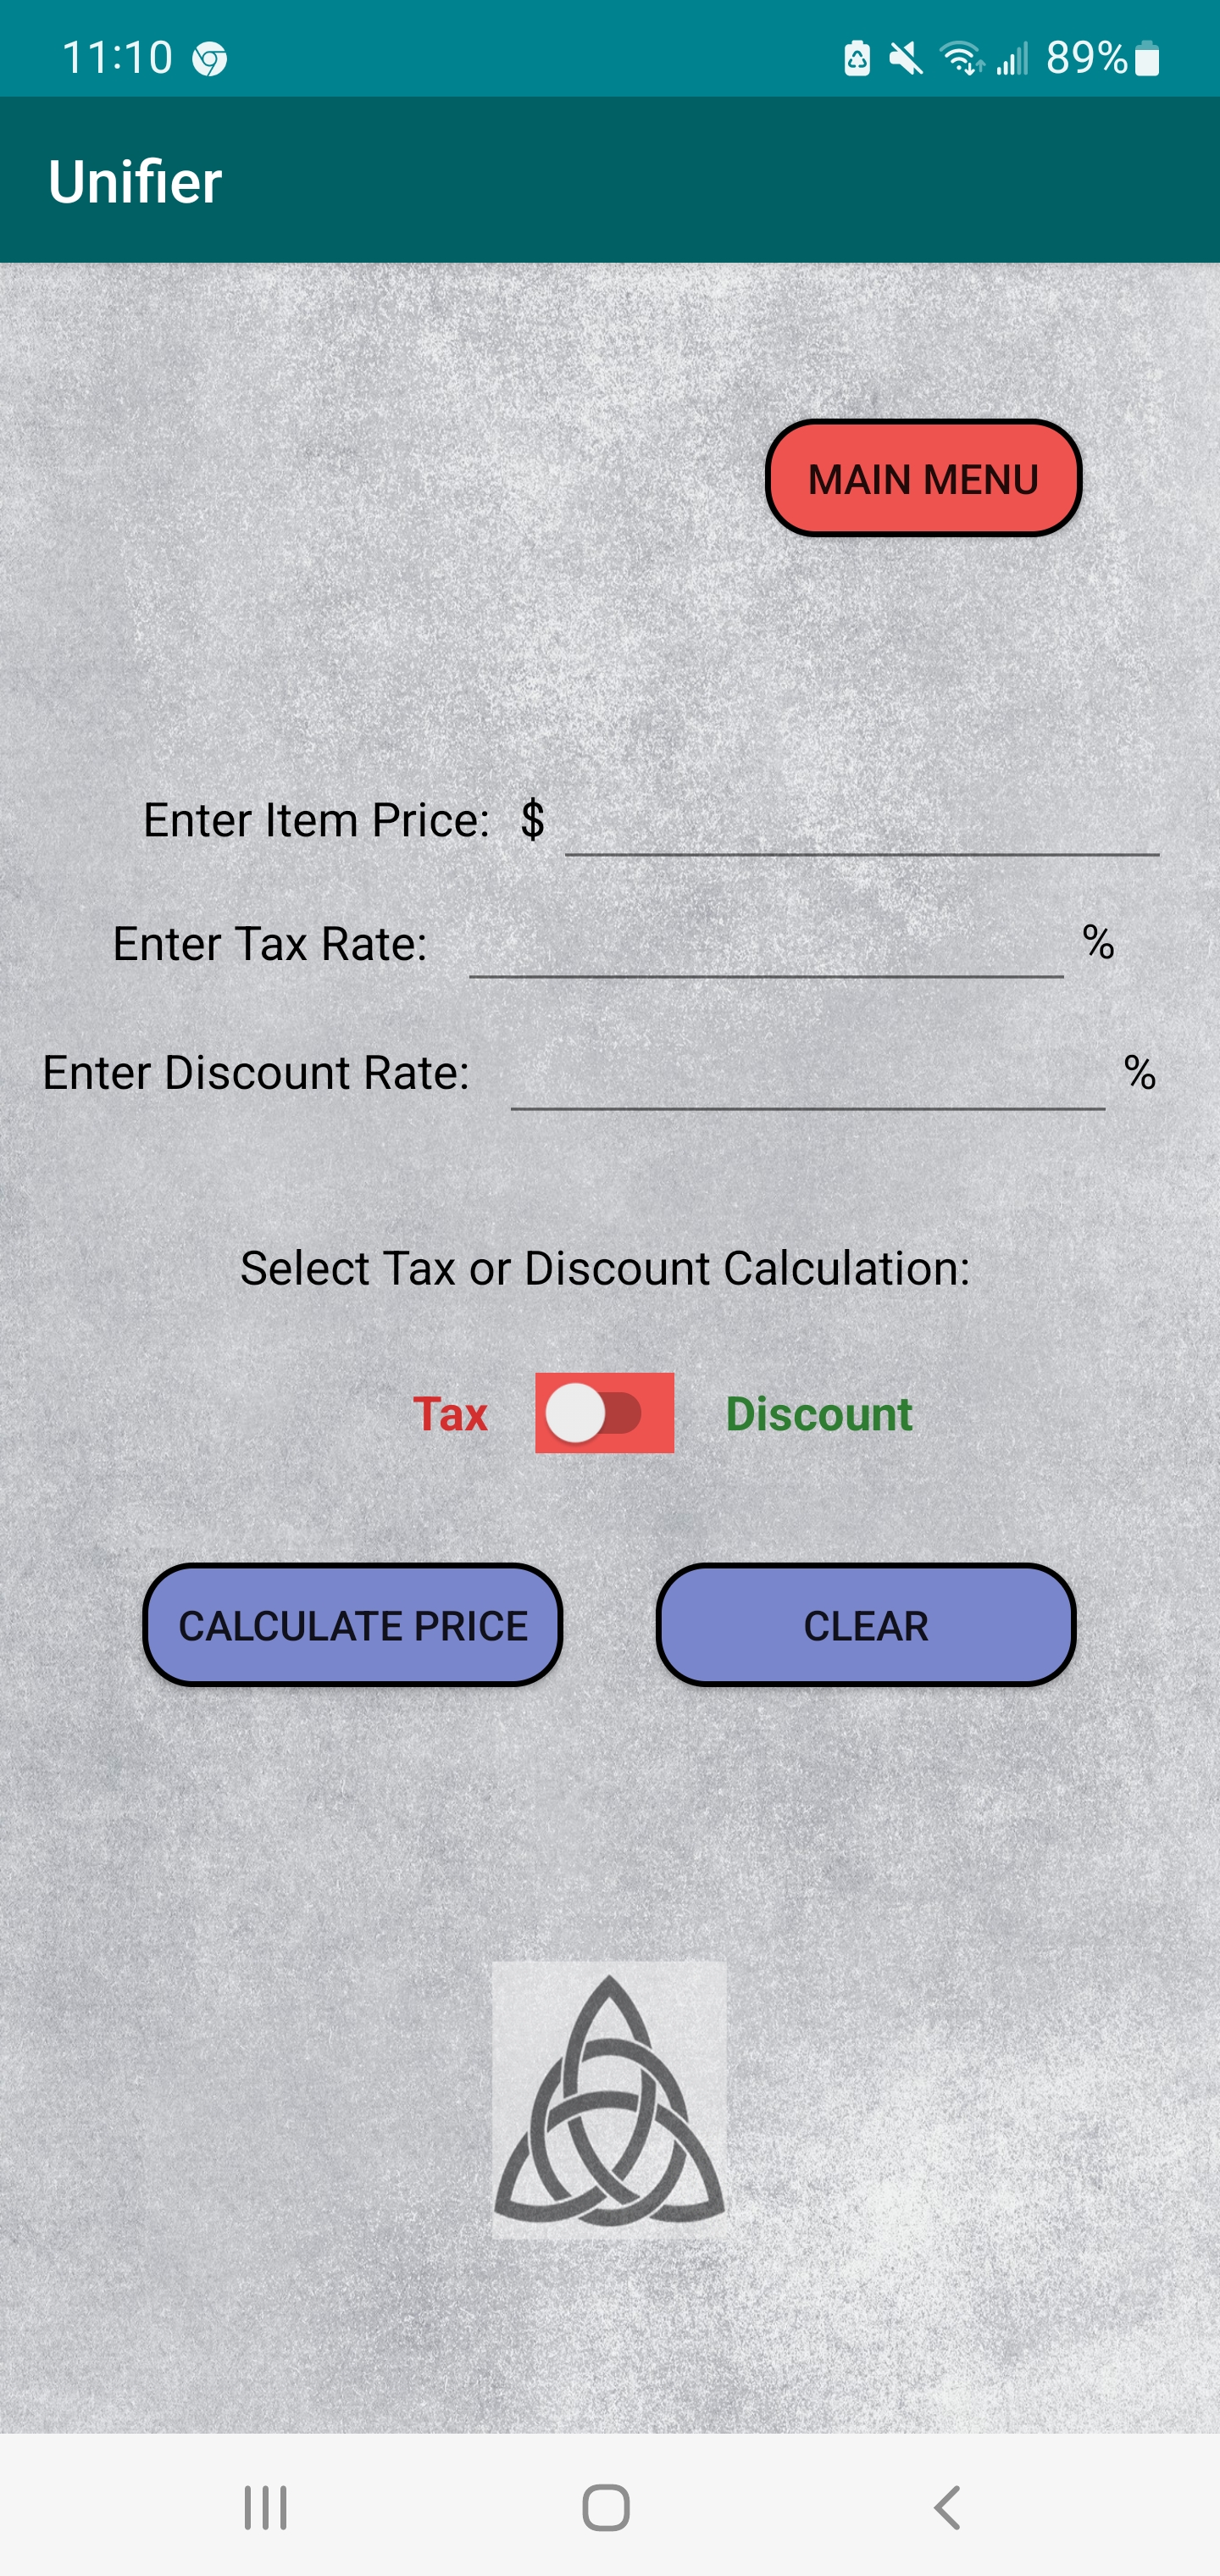 11:10 89%
Unifier
MAIN MENU
Enter Item Price: $
Enter Tax Rate: %
Enter Discount Rate: %
Select Tax or Discount Calculation:
Tax Discount
CALCULATE PRICE CLEAR